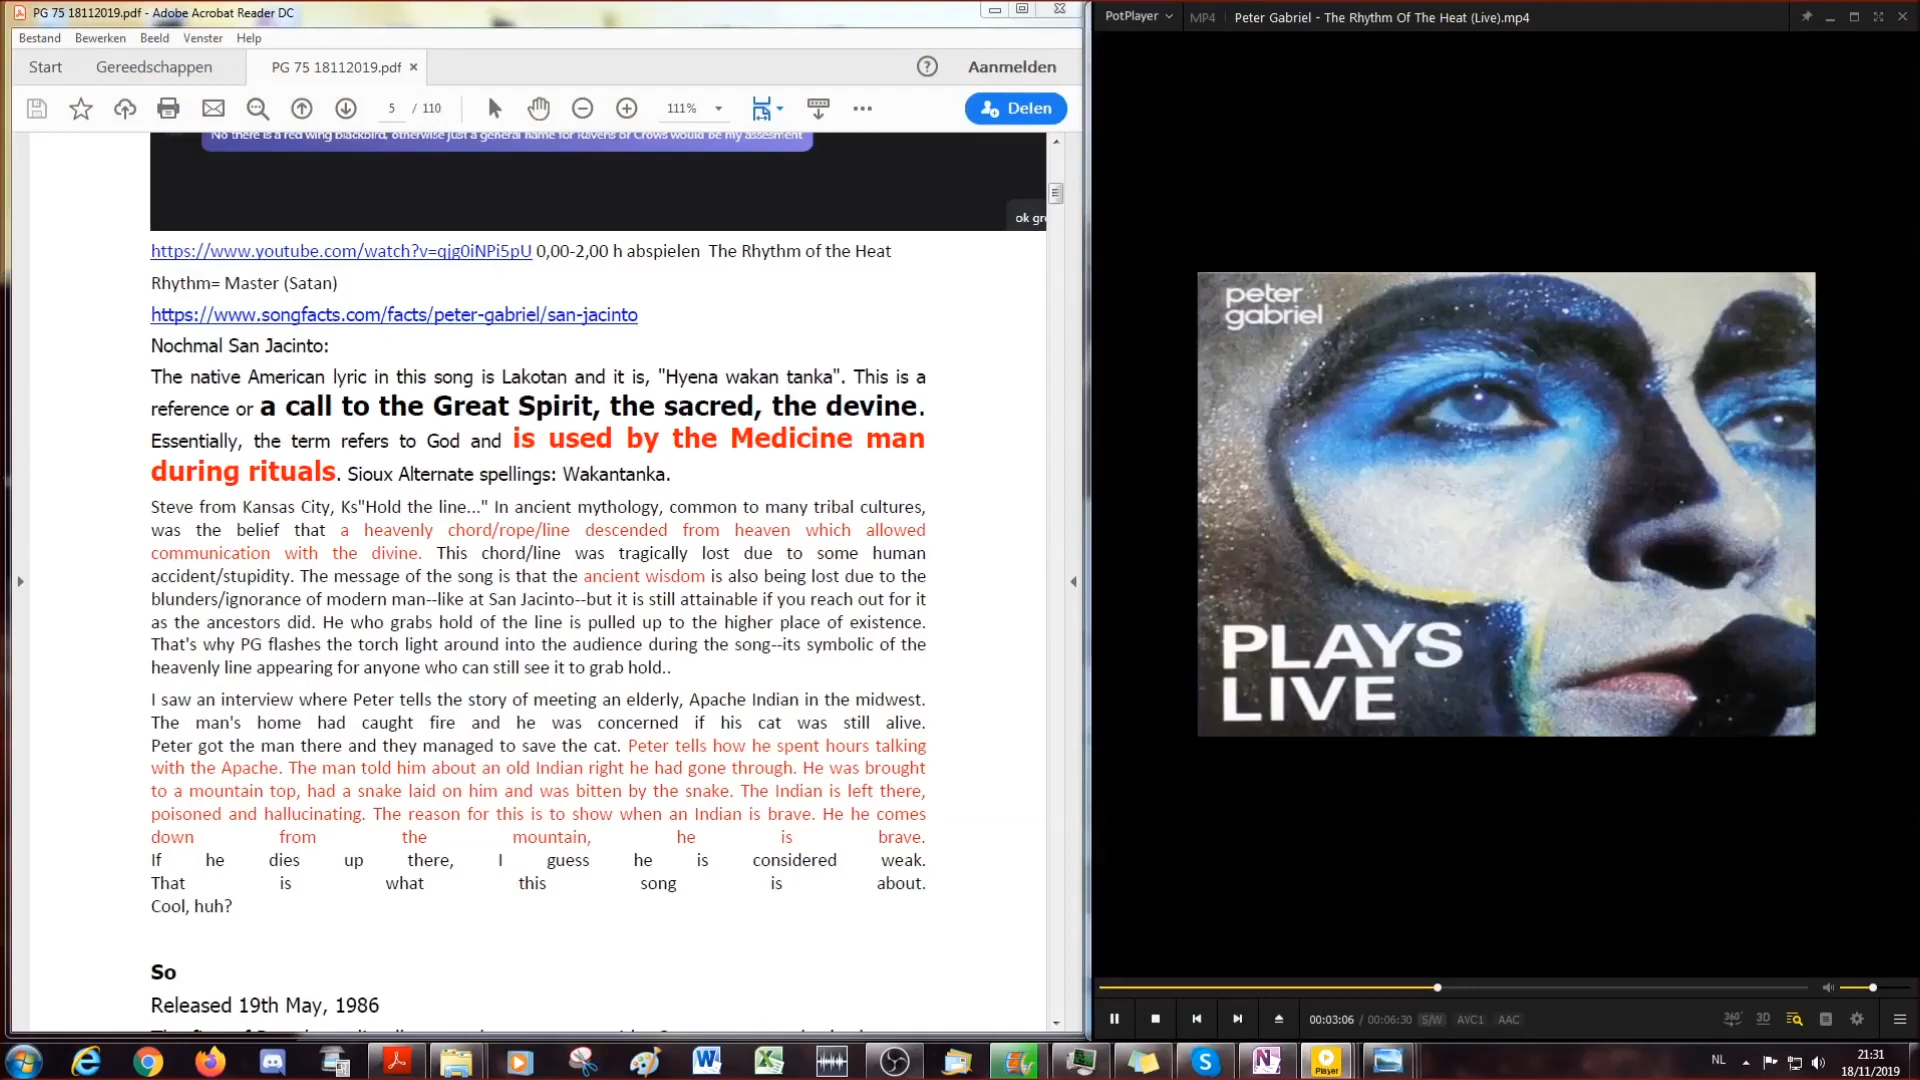 PG 75 18112019.pdf - Adobe Acrobat Reader DC
Bestand Bewerken Beeld Venster Help
Start Gereedschappen PG 75 18112019.pdf × Aanmelden
5 / 110 111% Delen
No there is a red wing blackbird, otherwise just a general name for Ravens or Crows would be my assesment
ok gr
https://www.youtube.com/watch?v=qjg0iNPi5pU 0,00-2,00 h abspielen The Rhythm of the Heat
Rhythm= Master (Satan)
https://www.songfacts.com/facts/peter-gabriel/san-jacinto
Nochmal San Jacinto:
The native American lyric in this song is Lakotan and it is, "Hyena wakan tanka". This is a
reference or a call to the Great Spirit, the sacred, the devine.
Essentially, the term refers to God and is used by the Medicine man
during rituals. Sioux Alternate spellings: Wakantanka.
Steve from Kansas City, Ks"Hold the line..." In ancient mythology, common to many tribal cultures,
was the belief that a heavenly chord/rope/line descended from heaven which allowed
communication with the divine. This chord/line was tragically lost due to some human
accident/stupidity. The message of the song is that the ancient wisdom is also being lost due to the
blunders/ignorance of modern man--like at San Jacinto--but it is still attainable if you reach out for it
as the ancestors did. He who grabs hold of the line is pulled up to the higher place of existence.
That's why PG flashes the torch light around into the audience during the song--its symbolic of the
heavenly line appearing for anyone who can still see it to grab hold..
I saw an interview where Peter tells the story of meeting an elderly, Apache Indian in the midwest.
The man's home had caught fire and he was concerned if his cat was still alive.
Peter got the man there and they managed to save the cat. Peter tells how he spent hours talking
with the Apache. The man told him about an old Indian right he had gone through. He was brought
to a mountain top, had a snake laid on him and was bitten by the snake. The Indian is left there,
poisoned and hallucinating. The reason for this is to show when an Indian is brave. He he comes
down from the mountain, he is brave.
If he dies up there, I guess he is considered weak.
That is what this song is about.
Cool, huh?
So
Released 19th May, 1986
PotPlayer MP4 Peter Gabriel - The Rhythm Of The Heat (Live).mp4
peter
gabriel
PLAYS
LIVE
00:03:06 / 00:06:30 S/W AVC1 AAC
360° 3D
Player
NL
21:31
18/11/2019